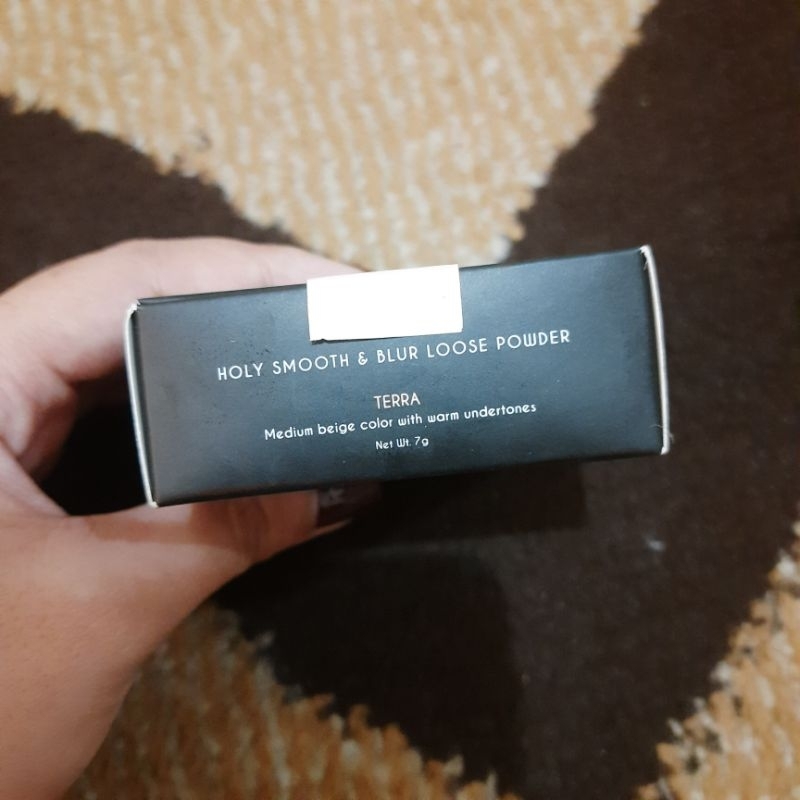 HOLY SMOOTH & BLUR LOOSE POWDER
TERRA
Medium beige color with warm undertones
Net Wt. 7g